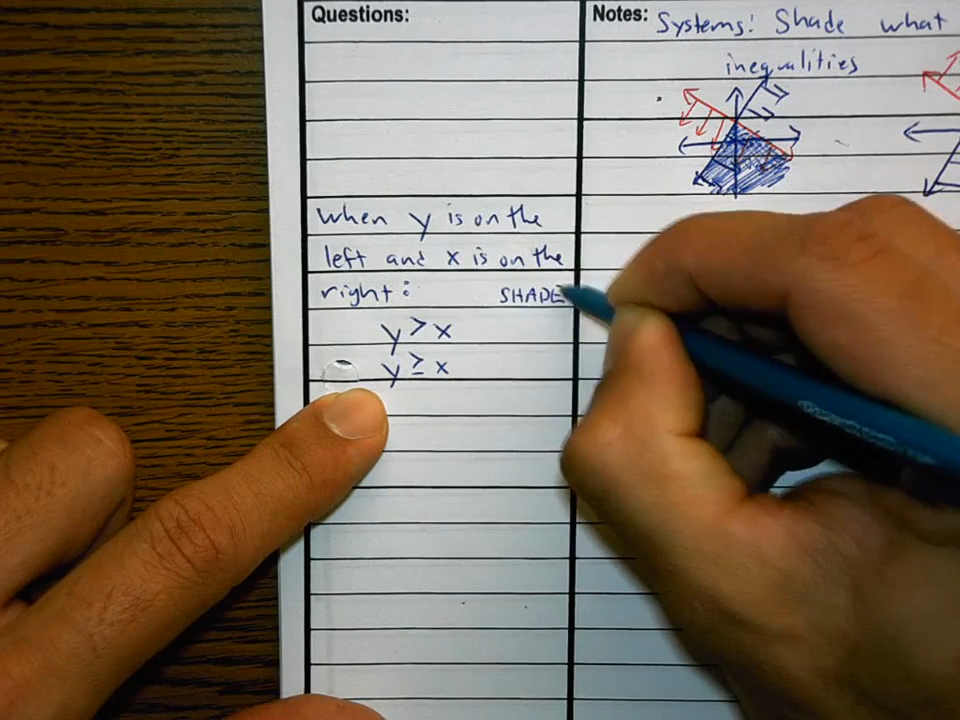 Questions:
Notes: Systems: Shade what
inequalities
when y is on the
left and x is on the
right: SHADE
y > x
y ≥ x